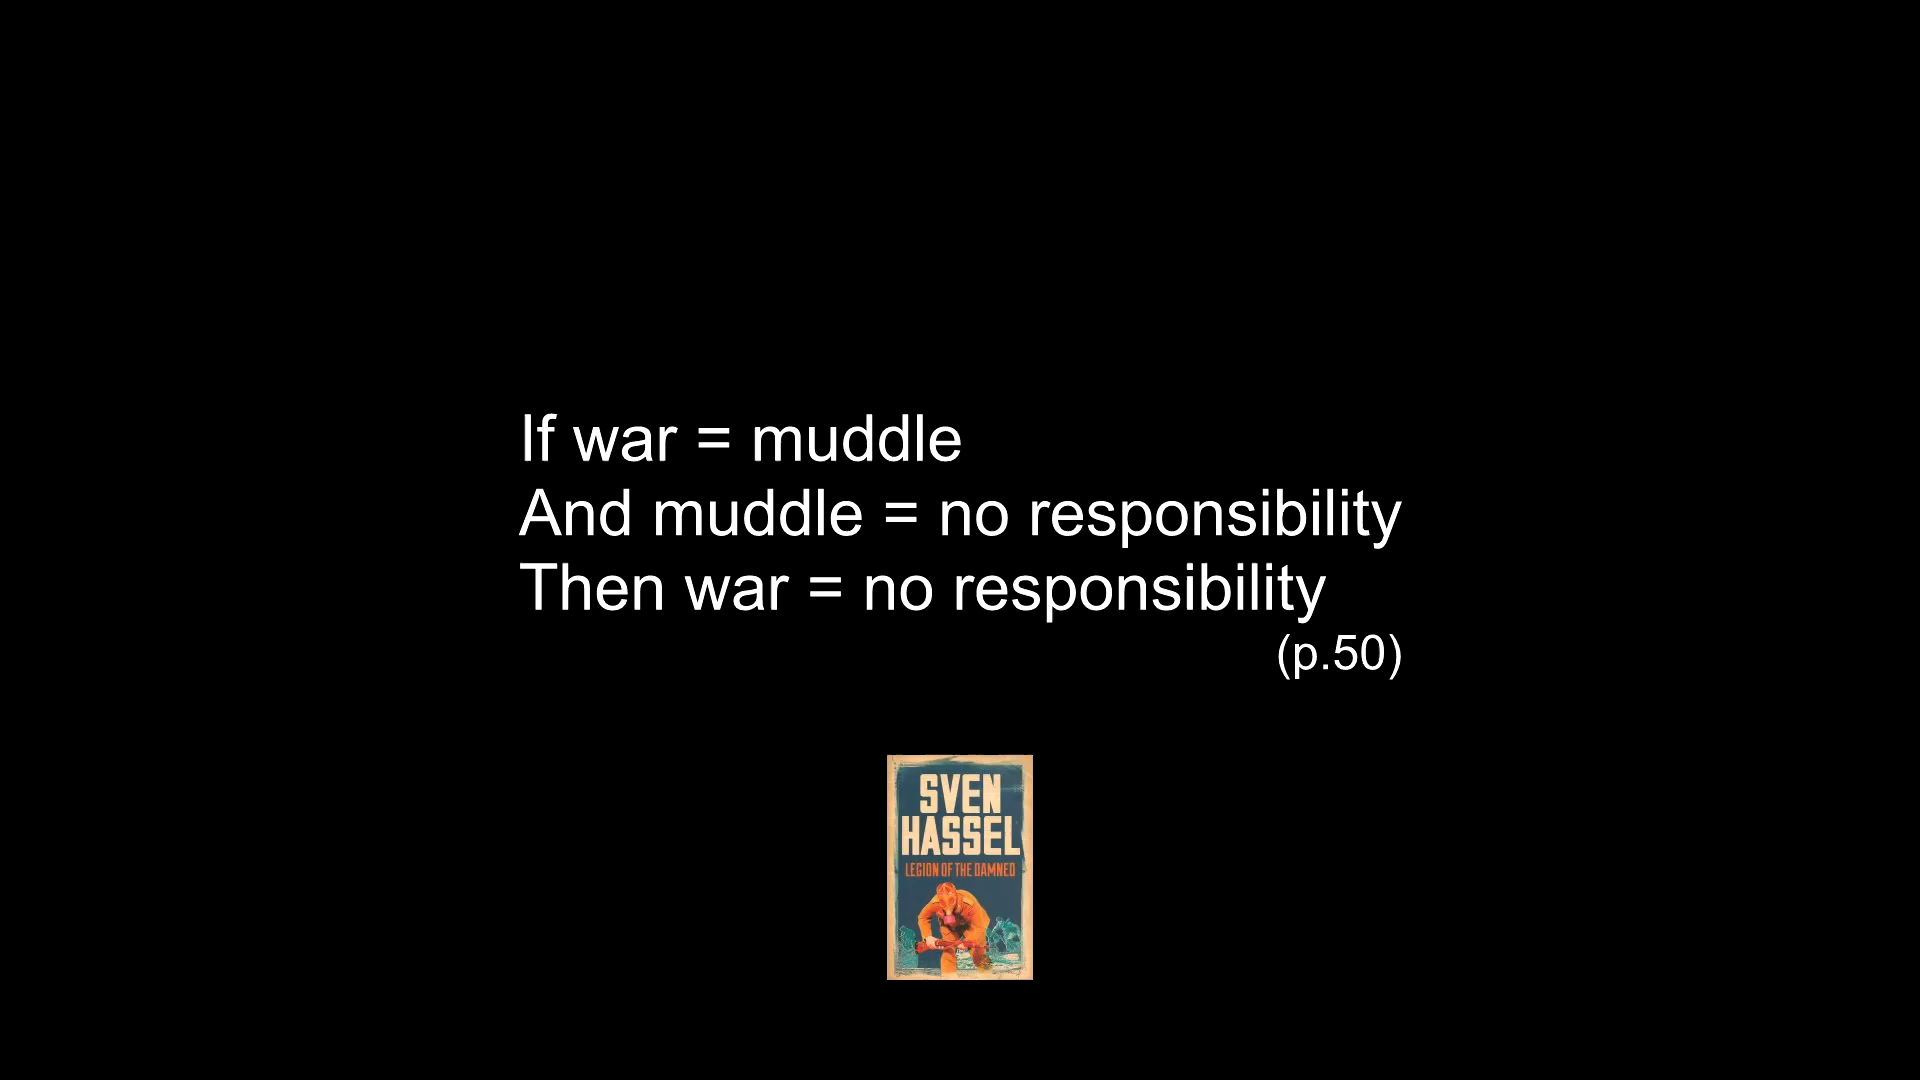 If war = muddle
And muddle = no responsibility
Then war = no responsibility
(p.50)
SVEN
HASSEL
LEGION OF THE DAMNED